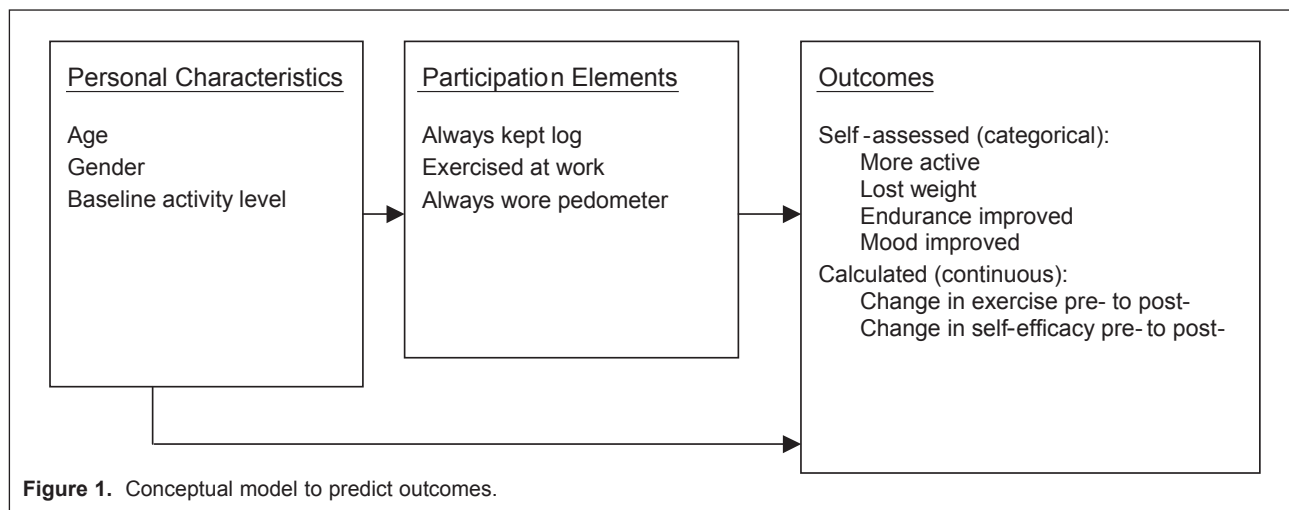 Personal Characteristics
Age
Gender
Baseline activity level
Participation Elements
Always kept log
Exercised at work
Always wore pedometer
Outcomes
Self-assessed (categorical):
More active
Lost weight
Endurance improved
Mood improved
Calculated (continuous):
Change in exercise pre- to post-
Change in self-efficacy pre- to post-
Figure 1. Conceptual model to predict outcomes.